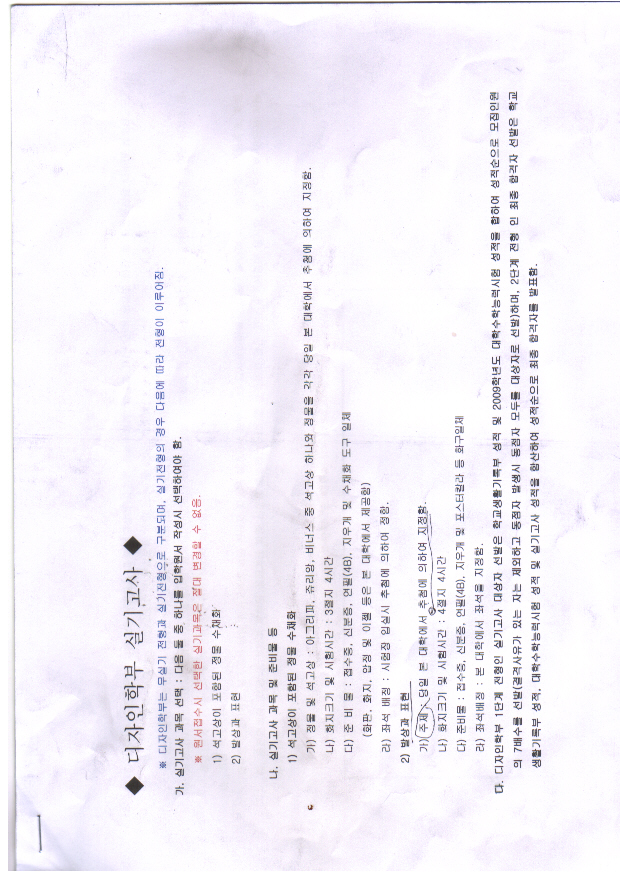 ◆ 디자인학부 실기고사 ◆
※ 디자인학부는 무실기 전형과 실기전형으로 구분되며, 실기전형의 경우 다음에 따라 전형이 이루어짐.
가. 실기고사 과목 선택 : 다음 둘 중 하나를 입학원서 작성시 선택하여야 함.
※ 원서접수시 선택한 실기과목은 절대 변경할 수 없음.
1) 석고상이 포함된 정물 수채화
2) 발상과 표현
나. 실기고사 과목 및 준비물 등
1) 석고상이 포함된 정물 수채화
가) 정물 및 석고상 : 아그리파, 쥬리앙, 비너스 중 석고상 하나와 정물을 각각 당일 본 대학에서 추첨에 의하여 지정함.
나) 화지크기 및 시험시간 : 3절지 4시간
다) 준 비 물 : 접수증, 신분증, 연필(4B), 지우개 및 수채화 도구 일체
(화판, 화지, 압정 및 이젤 등은 본 대학에서 제공함)
라) 좌석 배정 : 시험장 입실시 추첨에 의하여 정함.
2) 발상과 표현
가) 주제 : 당일 본 대학에서 추첨에 의하여 지정함.
나) 화지크기 및 시험시간 : 4절지 4시간
다) 준비물 : 접수증, 신분증, 연필(4B), 지우개 및 포스터칼라 등 화구일체
라) 좌석배정 : 본 대학에서 좌석을 지정함.
다. 디자인학부 1단계 전형인 실기고사 대상자 선발은 학교생활기록부 성적 및 2009학년도 대학수학능력시험 성적을 합하여 성적순으로 모집인원
의 7배수를 선발(결격사유가 있는 자는 제외하고 동점자 발생시 동점자 모두를 대상자로 선발)하며, 2단계 전형 인 최종 합격자 선발은 학교
생활기록부 성적, 대학수학능력시험 성적 및 실기고사 성적을 합산하여 성적순으로 최종 합격자를 발표함.